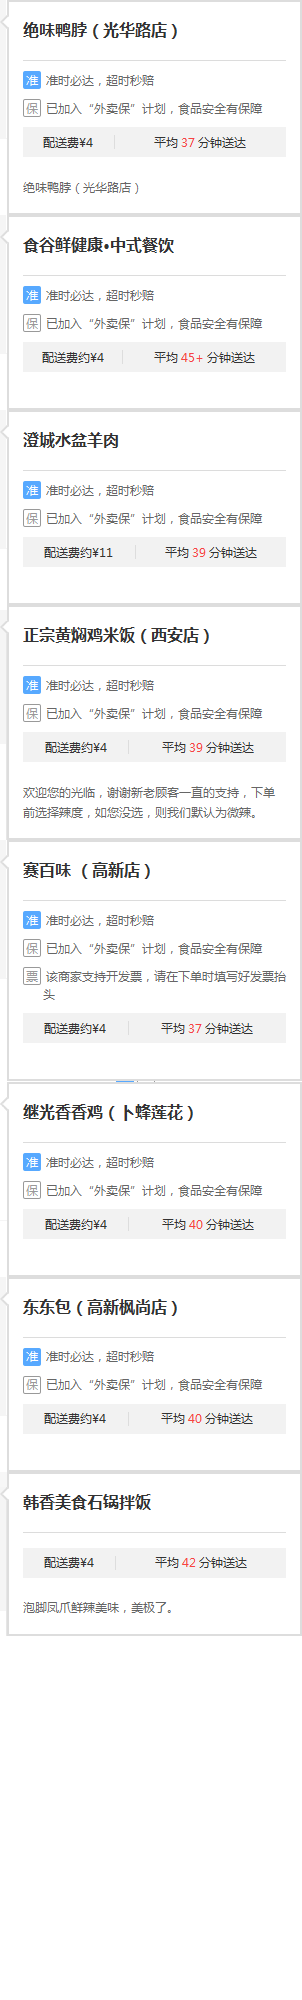 绝味鸭脖（光华路店）
准 准时必达，超时秒赔
保 已加入“外卖保”计划，食品安全有保障
配送费¥4 平均 37 分钟送达
绝味鸭脖（光华路店）
食谷鲜健康•中式餐饮
准 准时必达，超时秒赔
保 已加入“外卖保”计划，食品安全有保障
配送费约¥4 平均 45+ 分钟送达
澄城水盆羊肉
准 准时必达，超时秒赔
保 已加入“外卖保”计划，食品安全有保障
配送费约¥11 平均 39 分钟送达
正宗黄焖鸡米饭（西安店）
准 准时必达，超时秒赔
保 已加入“外卖保”计划，食品安全有保障
配送费约¥4 平均 39 分钟送达
欢迎您的光临，谢谢新老顾客一直的支持，下单
前选择辣度，如您没选，则我们默认为微辣。
赛百味 （高新店）
准 准时必达，超时秒赔
保 已加入“外卖保”计划，食品安全有保障
票 该商家支持开发票，请在下单时填写好发票抬
头
配送费约¥4 平均 37 分钟送达
继光香香鸡（卜蜂莲花）
准 准时必达，超时秒赔
保 已加入“外卖保”计划，食品安全有保障
配送费约¥4 平均 40 分钟送达
东东包（高新枫尚店）
准 准时必达，超时秒赔
保 已加入“外卖保”计划，食品安全有保障
配送费约¥4 平均 40 分钟送达
韩香美食石锅拌饭
配送费¥4 平均 42 分钟送达
泡脚凤爪鲜辣美味，美极了。